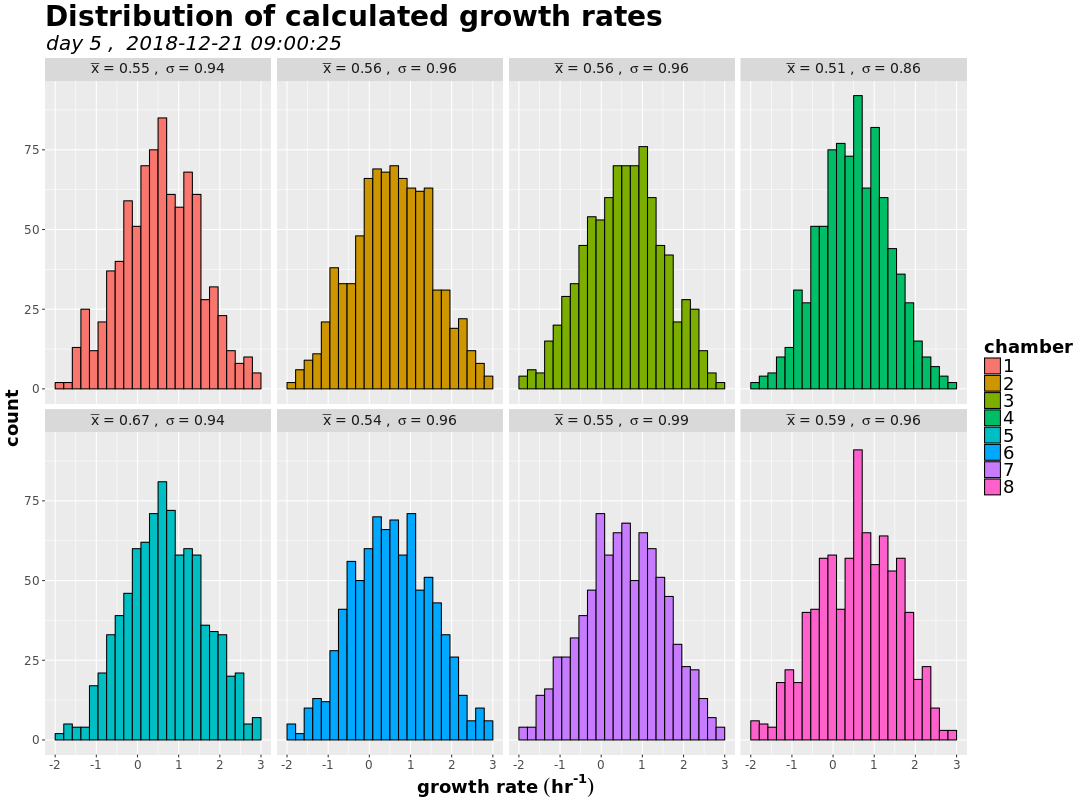 Distribution of calculated growth rates
day 5 ,  2018-12-21 09:00:25
x̅ = 0.55 ,  σ = 0.94
x̅ = 0.56 ,  σ = 0.96
x̅ = 0.56 ,  σ = 0.96
x̅ = 0.51 ,  σ = 0.86
75
50
25
0
x̅ = 0.67 ,  σ = 0.94
x̅ = 0.54 ,  σ = 0.96
x̅ = 0.55 ,  σ = 0.99
x̅ = 0.59 ,  σ = 0.96
75
50
25
0
-2 -1 0 1 2 3
-2 -1 0 1 2 3
-2 -1 0 1 2 3
-2 -1 0 1 2 3
count
growth rate (hr⁻¹)
chamber
1
2
3
4
5
6
7
8